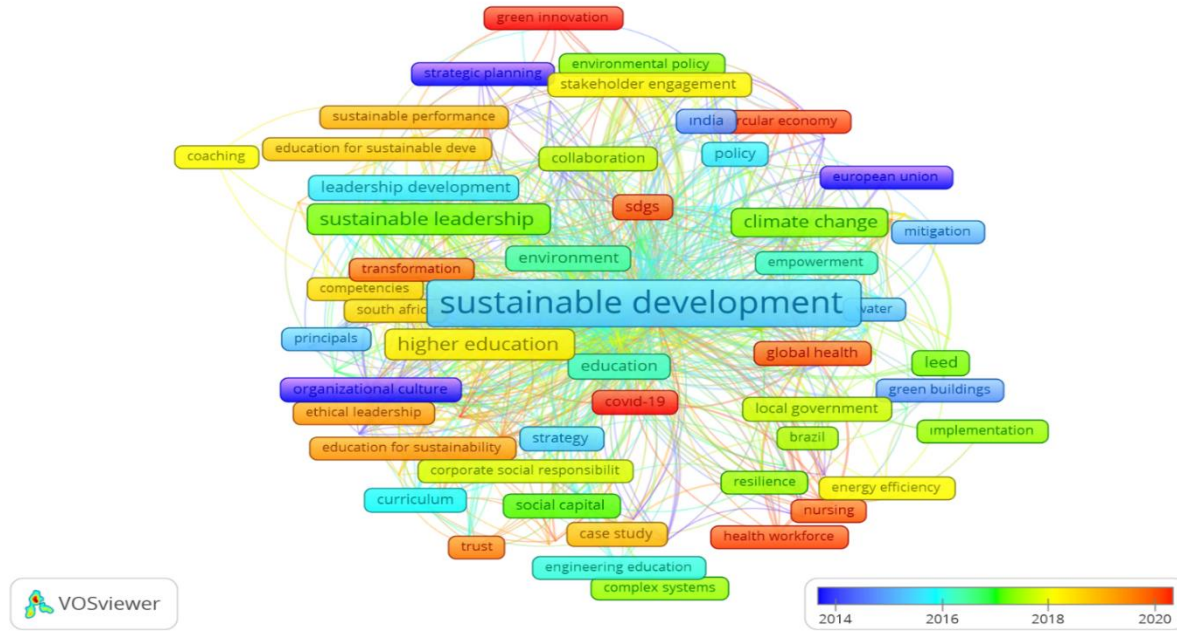 green innovation
environmental policy
strategic planning
stakeholder engagement
sustainable performance
india
rcular economy
coaching
education for sustainable deve
collaboration
policy
european union
leadership development
sdgs
sustainable leadership
climate change
mitigation
environment
empowerment
transformation
competencies
sustainable development
south afric
water
principals
higher education
global health
education
leed
organizational culture
green buildings
covid-19
ethical leadership
local government
strategy
brazil
implementation
education for sustainability
corporate social responsibilit
resilience
energy efficiency
curriculum
social capital
nursing
case study
health workforce
trust
engineering education
complex systems
VOSviewer
2014 2016 2018 2020